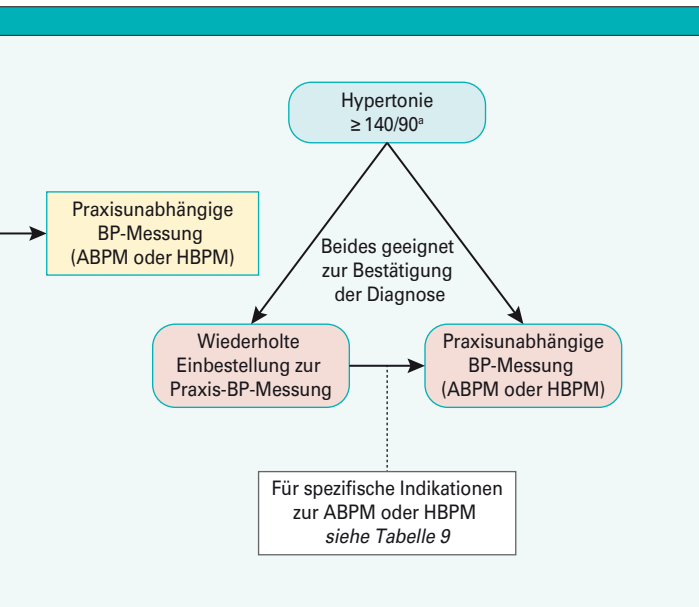 Hypertonie
≥ 140/90ᵃ
Praxisunabhängige
BP-Messung
(ABPM oder HBPM)
Beides geeignet
zur Bestätigung
der Diagnose
Wiederholte
Einbestellung zur
Praxis-BP-Messung
Praxisunabhängige
BP-Messung
(ABPM oder HBPM)
Für spezifische Indikationen
zur ABPM oder HBPM
siehe Tabelle 9